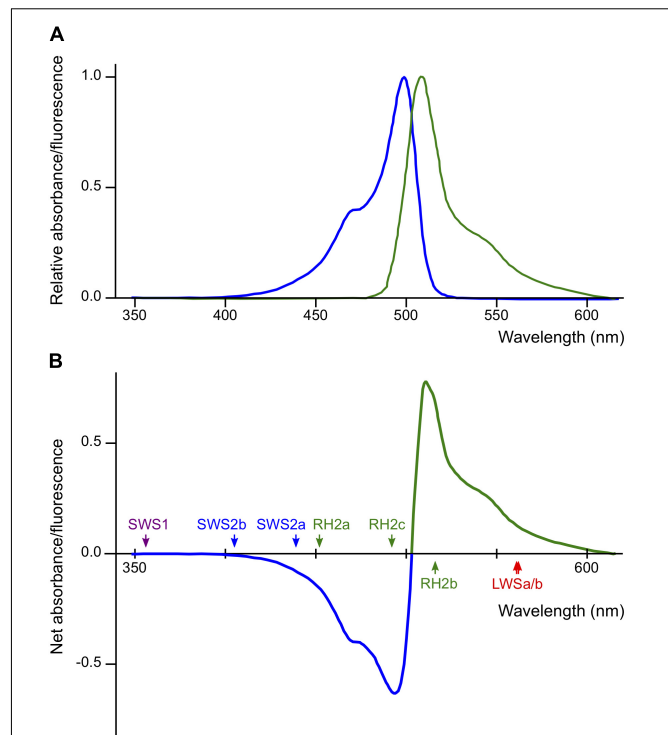 A
Relative absorbance/fluorescence
1.0
0.5
0.0
350 400 450 500 550 600
Wavelength (nm)
B
Net absorbance/fluorescence
0.5
SWS1 SWS2b SWS2a RH2a RH2c
0.0
350 600
RH2b LWSa/b
Wavelength (nm)
-0.5